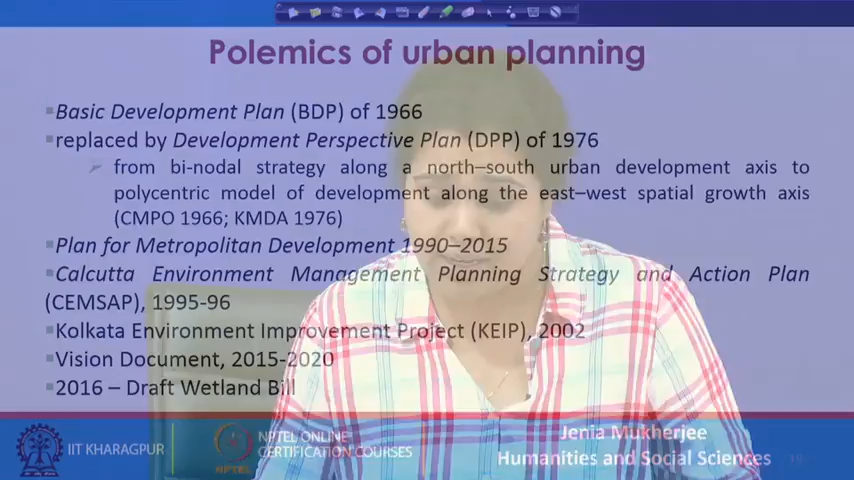 Polemics of urban planning
Basic Development Plan (BDP) of 1966
replaced by Development Perspective Plan (DPP) of 1976
from bi-nodal strategy along a north–south urban development axis to
polycentric model of development along the east–west spatial growth axis
(CMPO 1966; KMDA 1976)
Plan for Metropolitan Development 1990–2015
Calcutta Environment Management Planning Strategy and Action Plan
(CEMSAP), 1995-96
Kolkata Environment Improvement Project (KEIP), 2002
Vision Document, 2015-2020
2016 – Draft Wetland Bill
IIT KHARAGPUR
NPTEL
NPTEL ONLINE
CERTIFICATION COURSES
Jenia Mukherjee
Humanities and Social Sciences